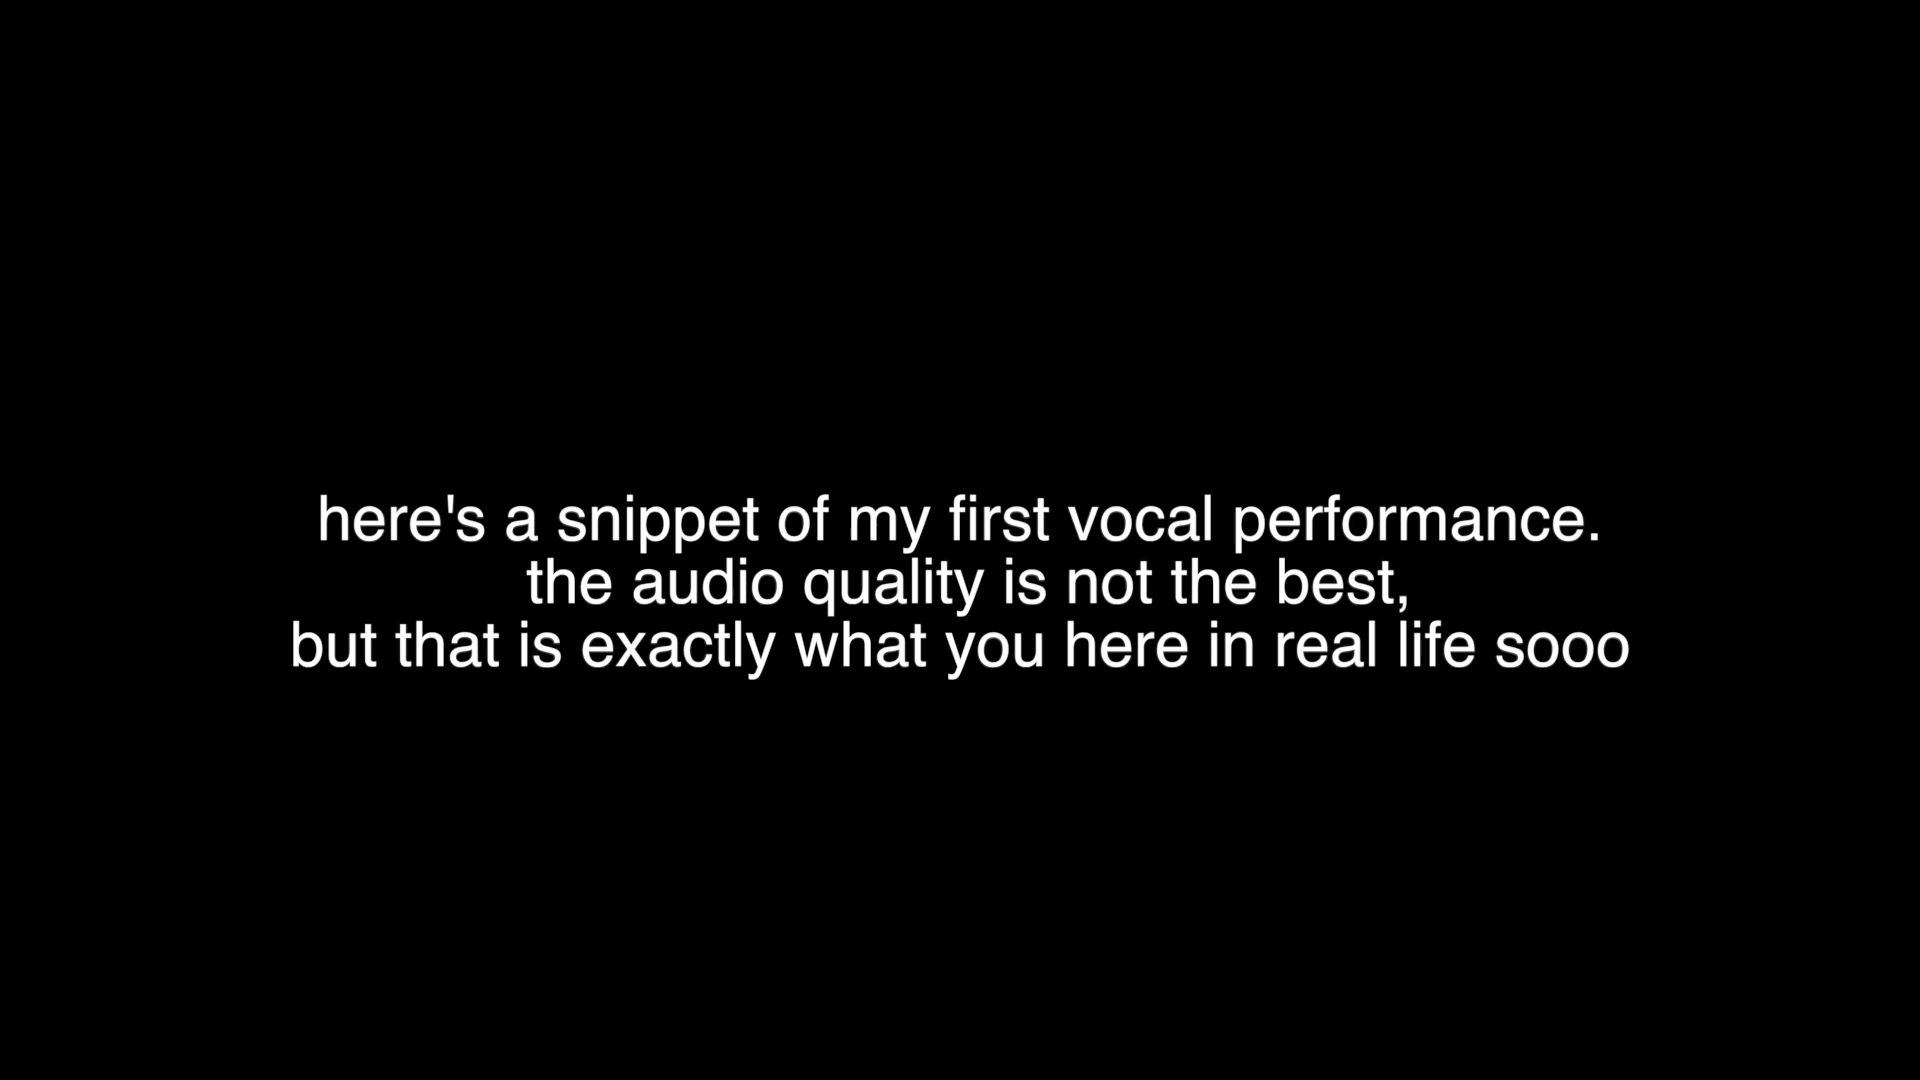 here's a snippet of my first vocal performance.
the audio quality is not the best,
but that is exactly what you here in real life sooo